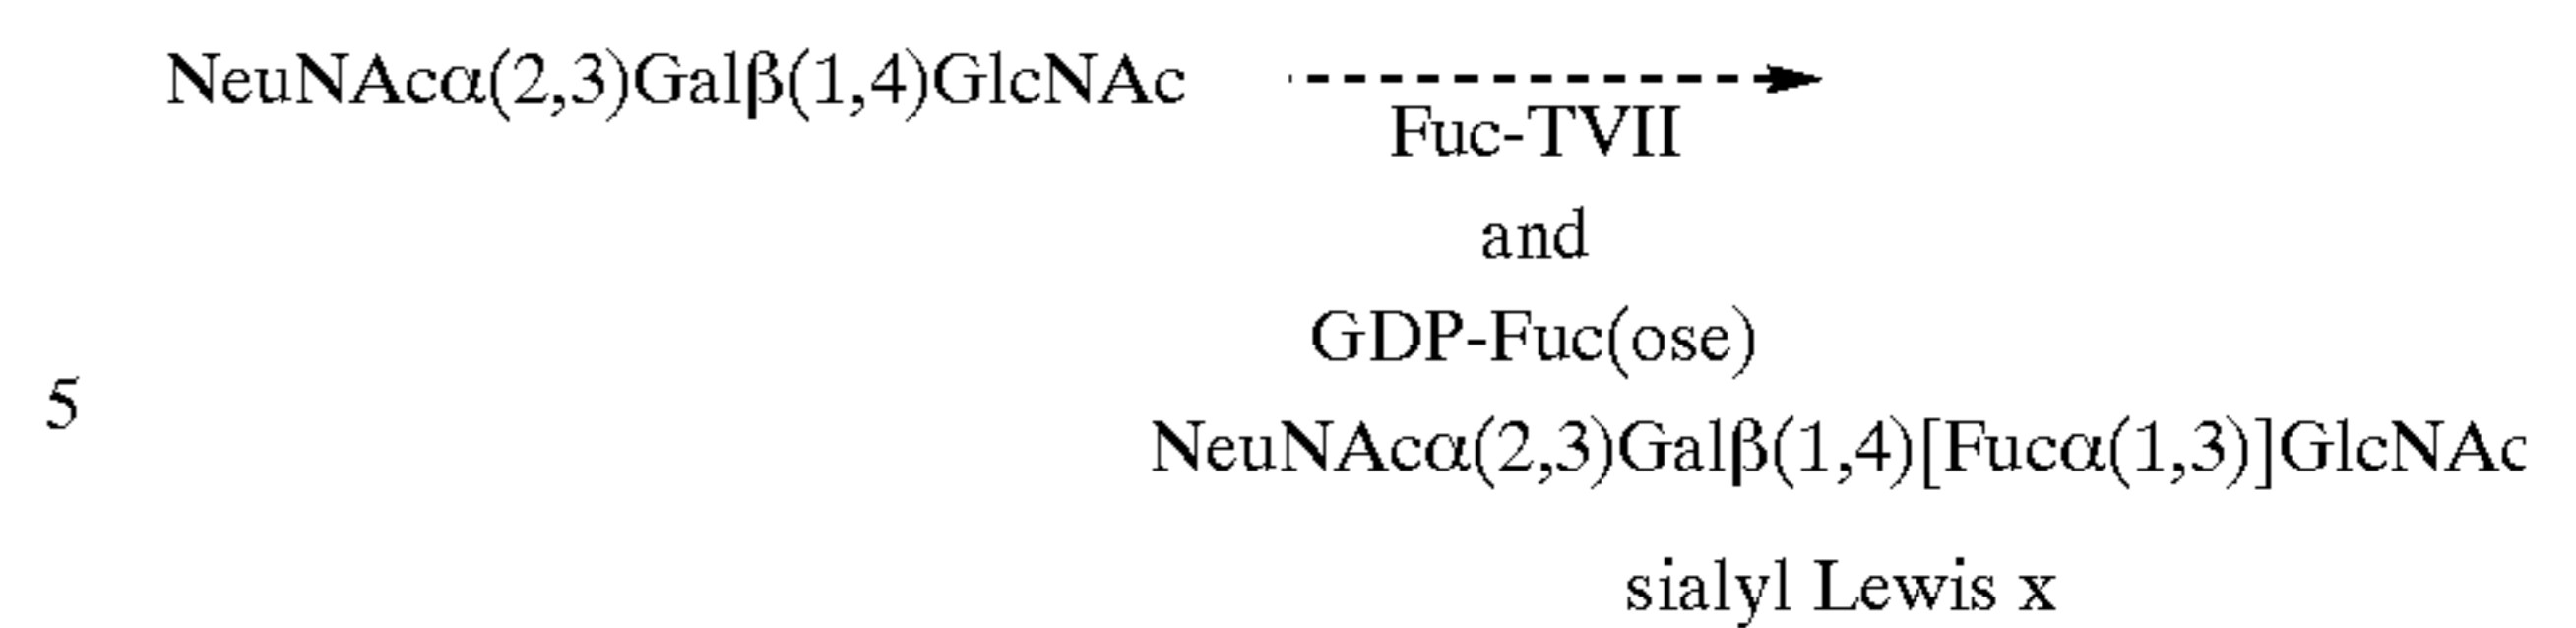 NeuNAcα(2,3)Galβ(1,4)GlcNAc
Fuc-TVII
and
GDP-Fuc(ose)
5
NeuNAcα(2,3)Galβ(1,4)[Fucα(1,3)]GlcNAc
sialyl Lewis x